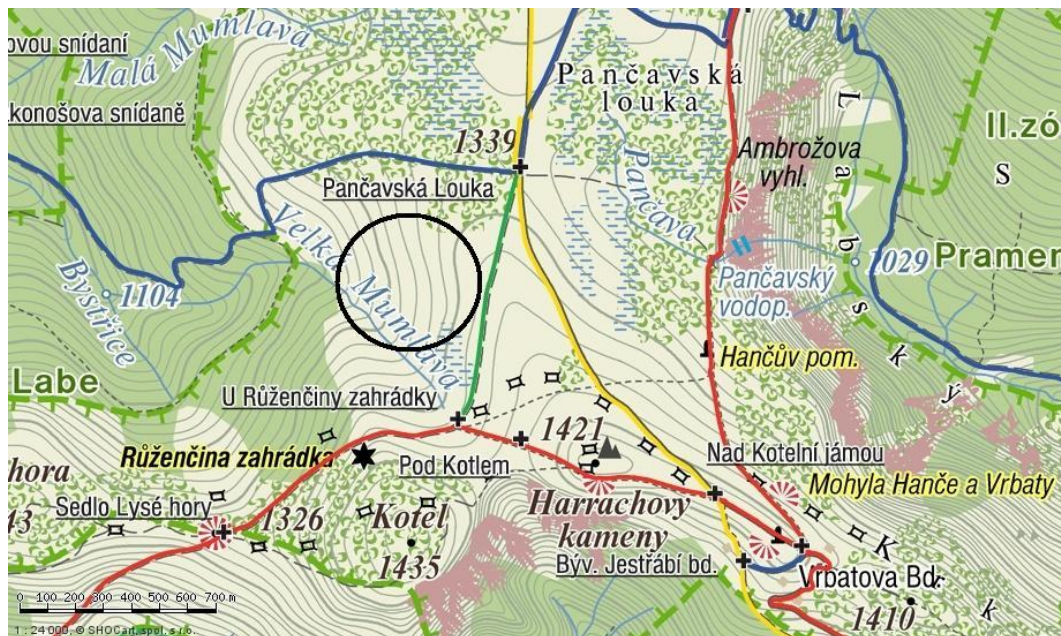 ovou snídaní
Malá Mumlava
konošova snídaně
1339
Pančavská
louka
Pančavská Louka
Pančava
Ambrožova
vyhl.
Labský
II.zó
S
1029
Pramen
Pančavský
vodop.
Velká Mumlava
Bystřice
1104
Hančův pom.
Labe
U Růženčiny zahrádky
1421
Růženčina zahrádka
Pod Kotlem
Nad Kotelní jámou
Mohyla Hanče a Vrbaty
hora
43
Sedlo Lysé hory
1326
Kotel
1435
Harrachovy
kameny
Býv. Jestřábí bd.
Vrbatova Bd.
1410
K
k
0 100 200 300 400 500 600 700 m
1 : 24 000, © SHOCart, spol. s r.o.